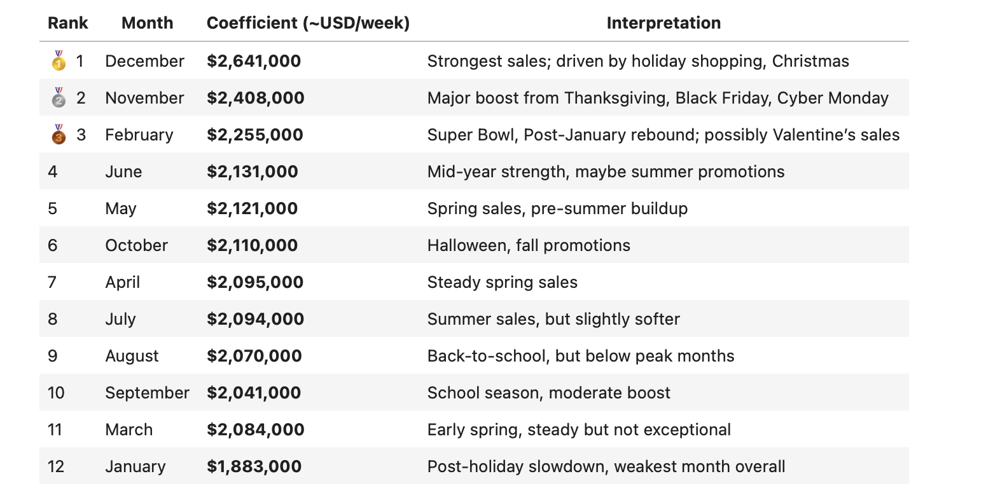 Rank Month Coefficient (~USD/week) Interpretation
🥇 1 December $2,641,000 Strongest sales; driven by holiday shopping, Christmas
🥈 2 November $2,408,000 Major boost from Thanksgiving, Black Friday, Cyber Monday
🥉 3 February $2,255,000 Super Bowl, Post-January rebound; possibly Valentine’s sales
4 June $2,131,000 Mid-year strength, maybe summer promotions
5 May $2,121,000 Spring sales, pre-summer buildup
6 October $2,110,000 Halloween, fall promotions
7 April $2,095,000 Steady spring sales
8 July $2,094,000 Summer sales, but slightly softer
9 August $2,070,000 Back-to-school, but below peak months
10 September $2,041,000 School season, moderate boost
11 March $2,084,000 Early spring, steady but not exceptional
12 January $1,883,000 Post-holiday slowdown, weakest month overall